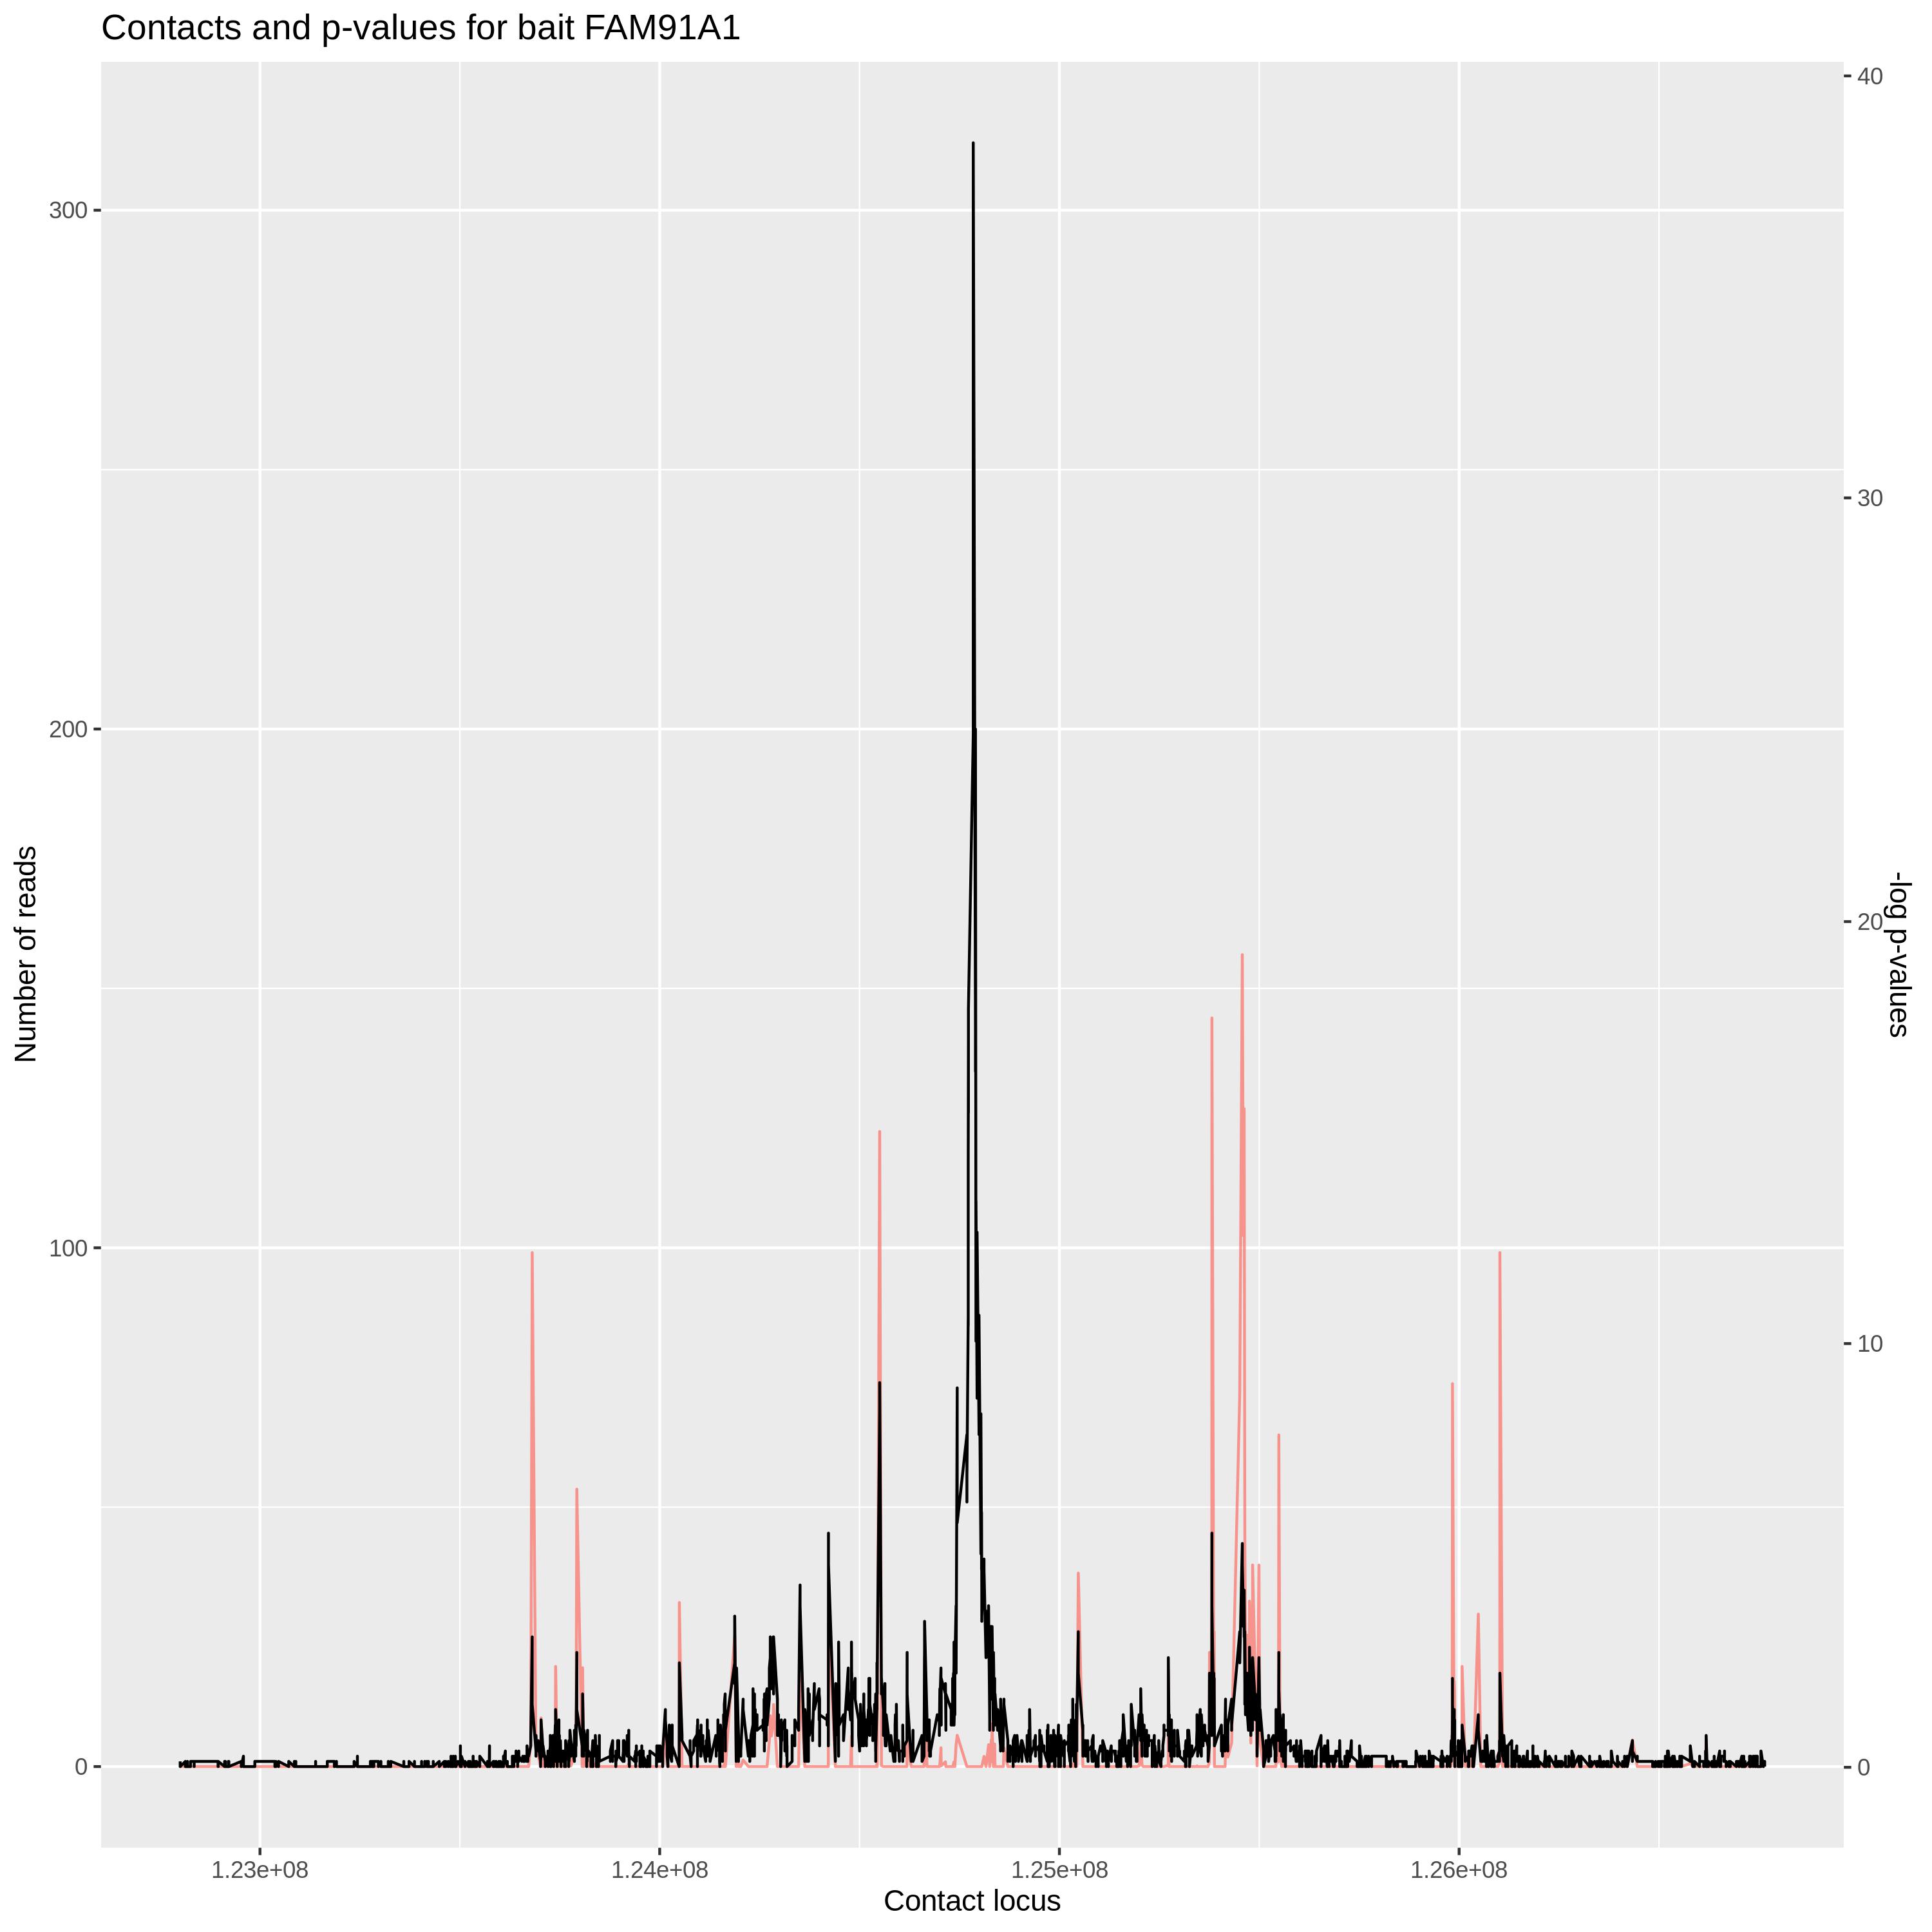 Contacts and p-values for bait FAM91A1
40
300
30
200
20
100
10
0
0
Number of reads
-log p-values
1.23e+08 1.24e+08 1.25e+08 1.26e+08
Contact locus